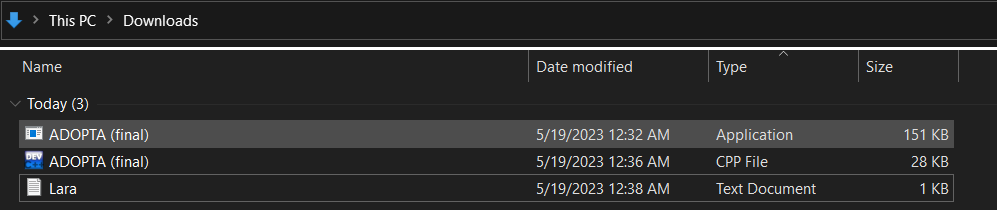 This PC > Downloads
Name Date modified Type Size
Today (3)
ADOPTA (final) 5/19/2023 12:32 AM Application 151 KB
DEV C++ ADOPTA (final) 5/19/2023 12:36 AM CPP File 28 KB
Lara 5/19/2023 12:38 AM Text Document 1 KB